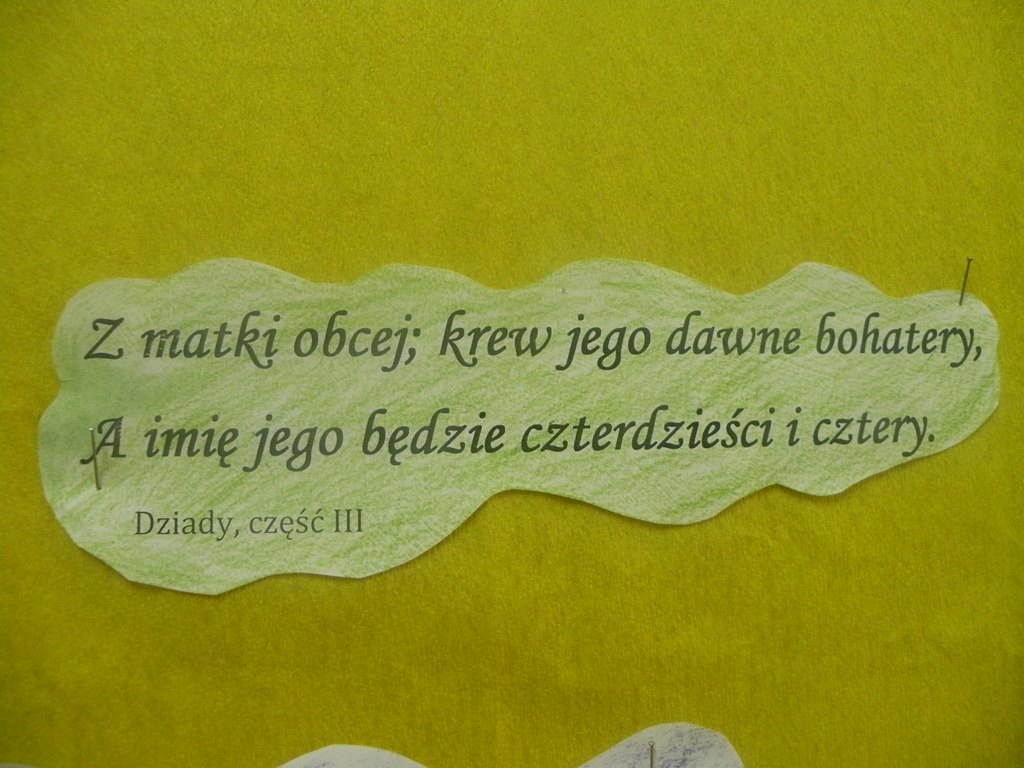 Z matki obcej; krew jego dawne bohatery,
A imię jego będzie czterdzieści i cztery.
Dziady, część III